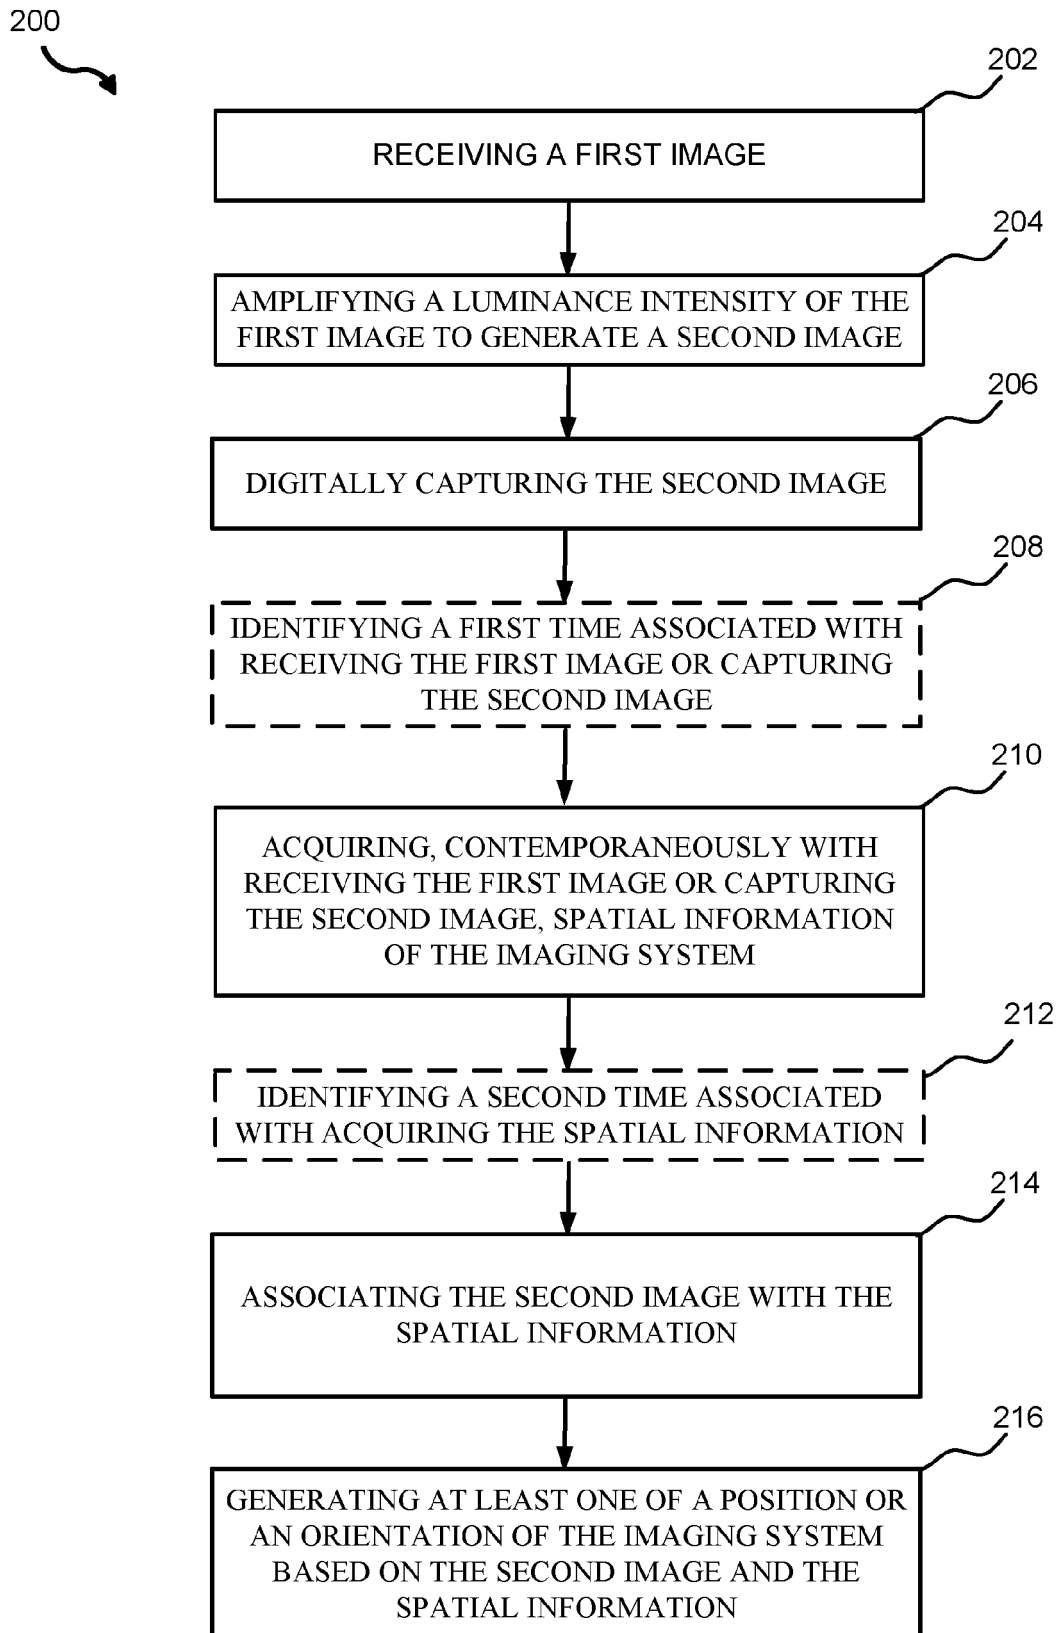 200
202
RECEIVING A FIRST IMAGE
204
AMPLIFYING A LUMINANCE INTENSITY OF THE
FIRST IMAGE TO GENERATE A SECOND IMAGE
206
DIGITALLY CAPTURING THE SECOND IMAGE
208
IDENTIFYING A FIRST TIME ASSOCIATED WITH
RECEIVING THE FIRST IMAGE OR CAPTURING
THE SECOND IMAGE
210
ACQUIRING, CONTEMPORANEOUSLY WITH
RECEIVING THE FIRST IMAGE OR CAPTURING
THE SECOND IMAGE, SPATIAL INFORMATION
OF THE IMAGING SYSTEM
212
IDENTIFYING A SECOND TIME ASSOCIATED
WITH ACQUIRING THE SPATIAL INFORMATION
214
ASSOCIATING THE SECOND IMAGE WITH THE
SPATIAL INFORMATION
216
GENERATING AT LEAST ONE OF A POSITION OR
AN ORIENTATION OF THE IMAGING SYSTEM
BASED ON THE SECOND IMAGE AND THE
SPATIAL INFORMATION